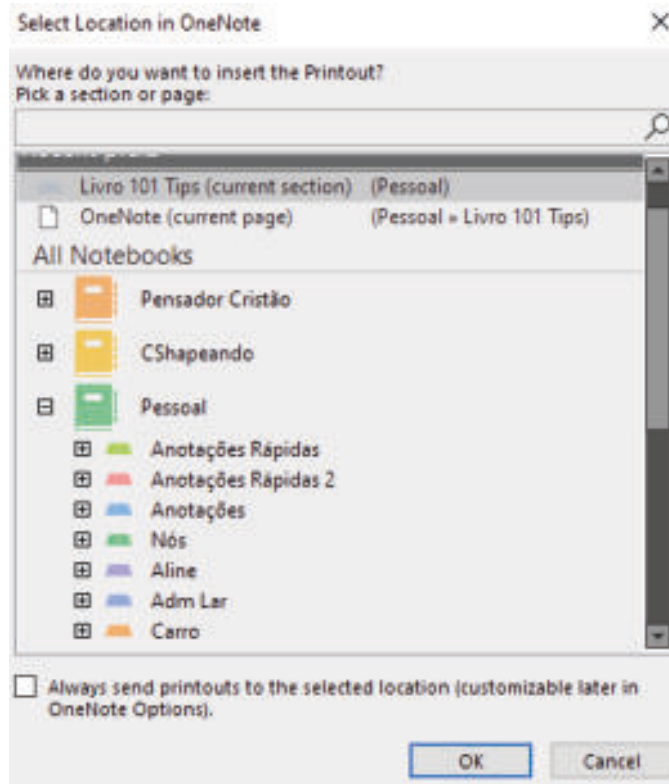 Select Location in OneNote
Where do you want to insert the Printout?
Pick a section or page:
Livro 101 Tips (current section) (Pessoal)
OneNote (current page) (Pessoal » Livro 101 Tips)
All Notebooks
Pensador Cristão
CShapeando
Pessoal
Anotações Rápidas
Anotações Rápidas 2
Anotações
Nós
Aline
Adm Lar
Carro
Always send printouts to the selected location (customizable later in
OneNote Options).
OK Cancel